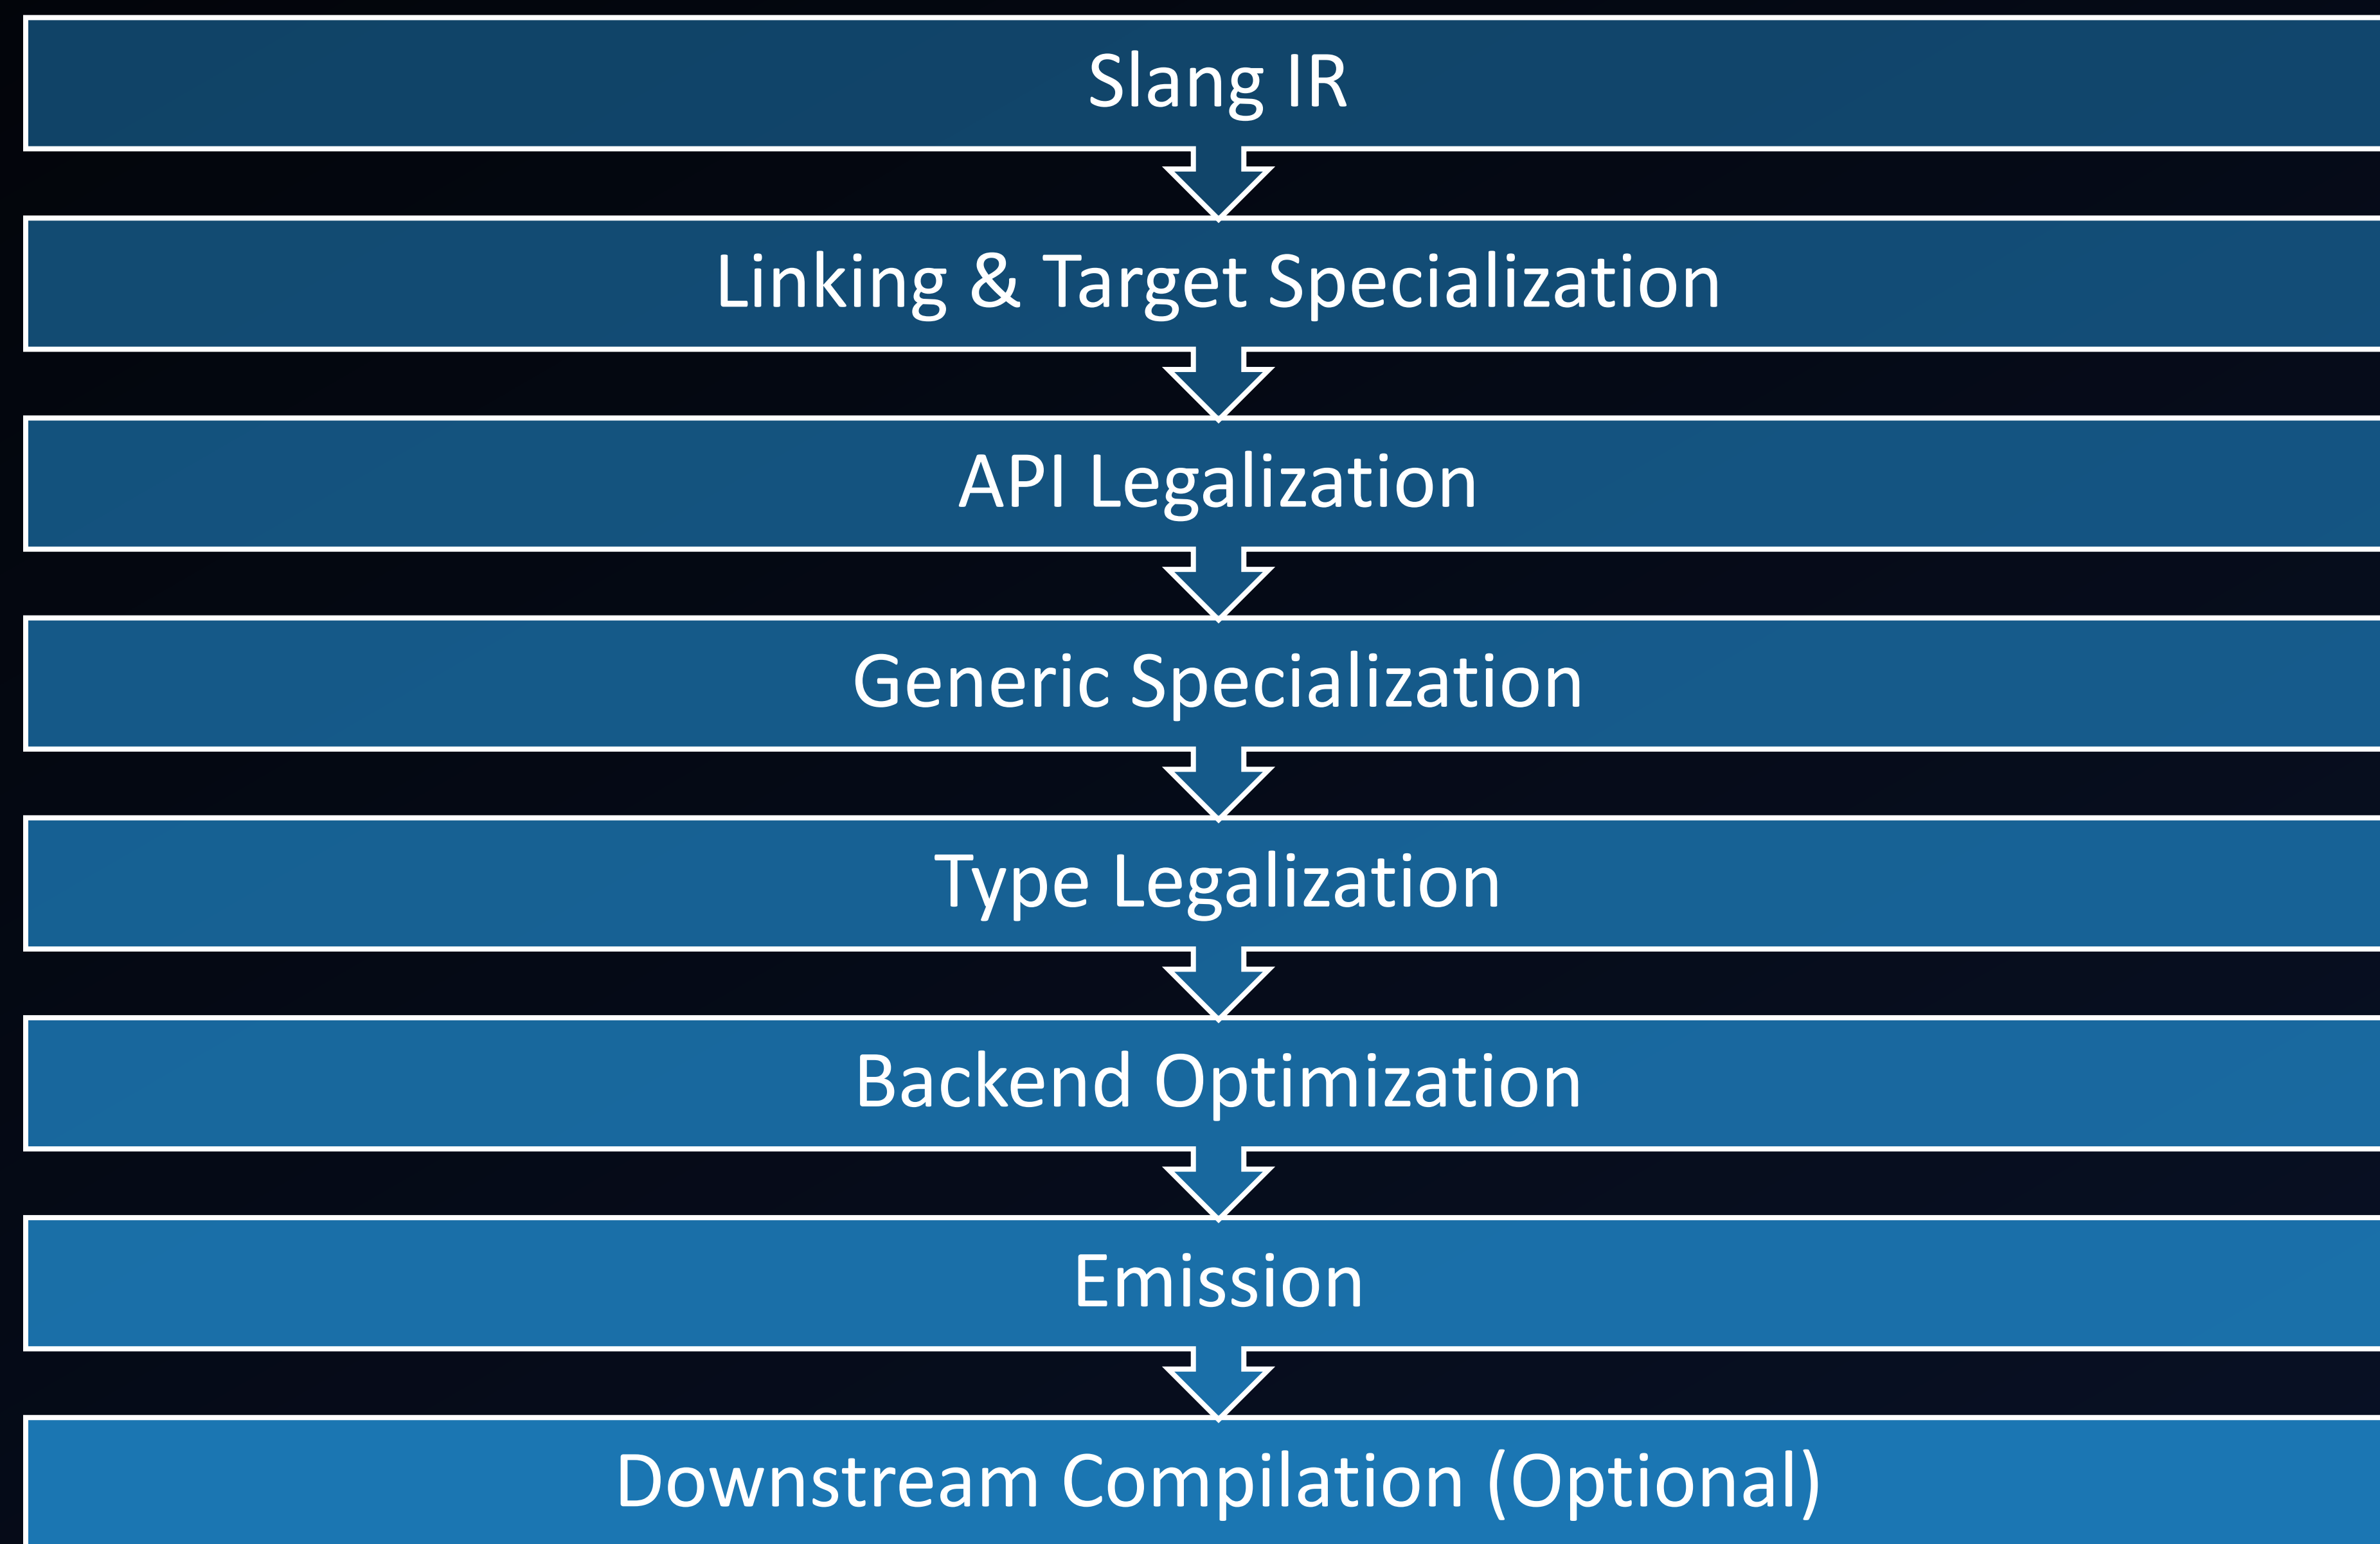 Slang IR
Linking & Target Specialization
API Legalization
Generic Specialization
Type Legalization
Backend Optimization
Emission
Downstream Compilation (Optional)